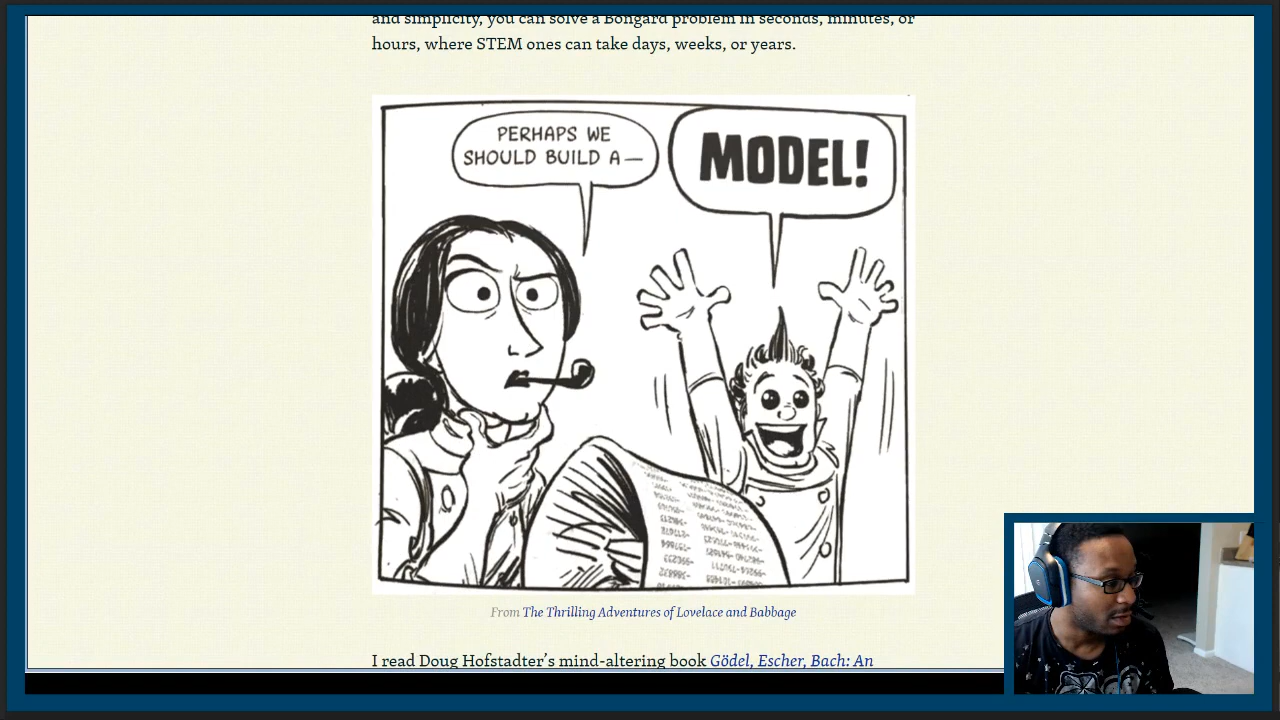 and simplicity, you can solve a Bongard problem in seconds, minutes, or
hours, where STEM ones can take days, weeks, or years.
PERHAPS WE
SHOULD BUILD A—
MODEL!
From The Thrilling Adventures of Lovelace and Babbage
I read Doug Hofstadter’s mind-altering book Gödel, Escher, Bach: An